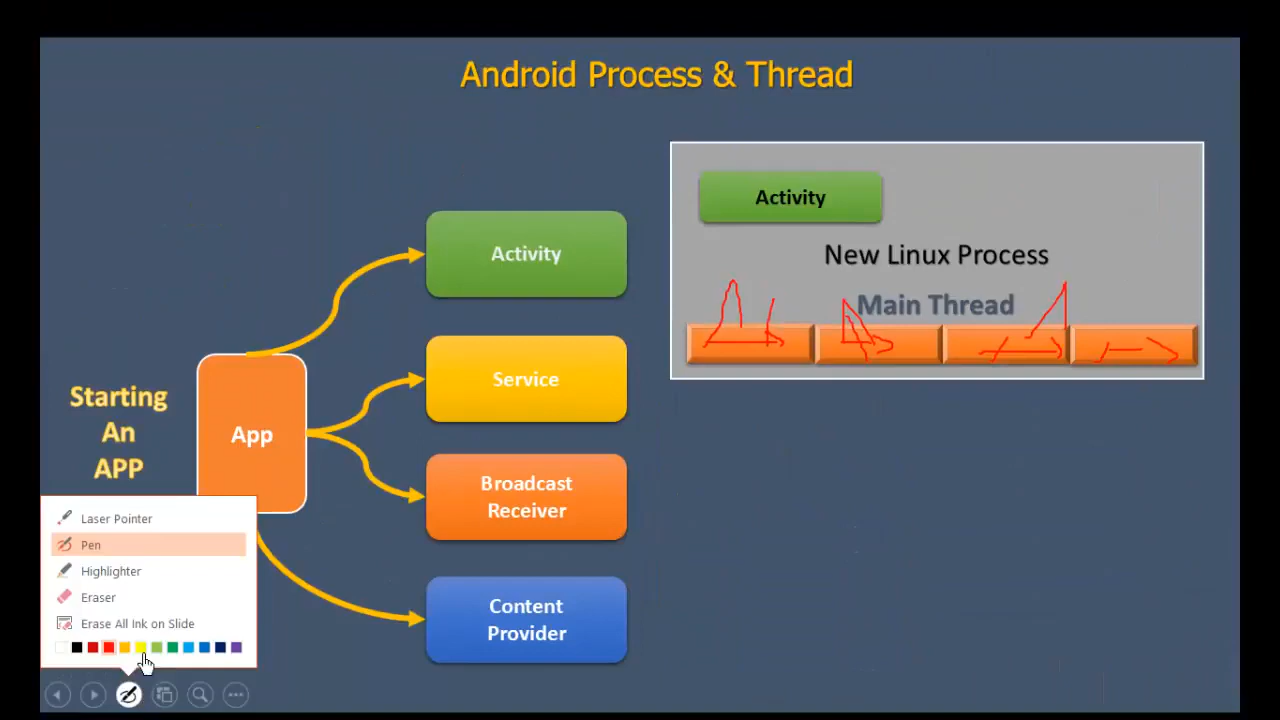 Android Process & Thread
Activity
New Linux Process
Main Thread
Activity
Service
Starting
An
APP
App
Broadcast
Receiver
Content
Provider
Laser Pointer
Pen
Highlighter
Eraser
Erase All Ink on Slide